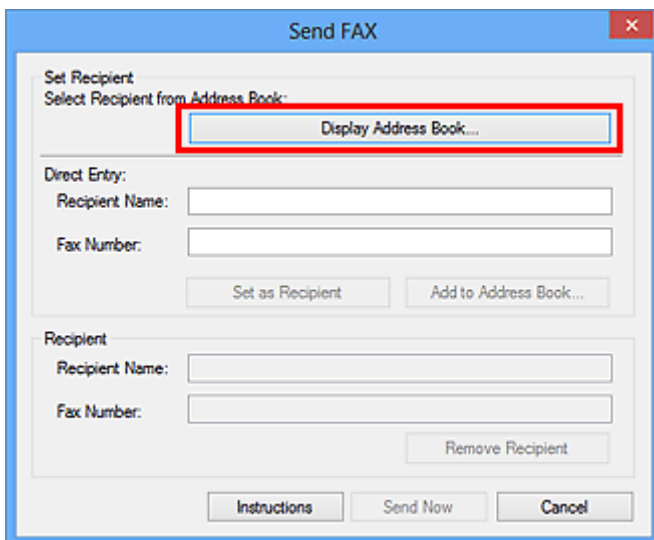 Send FAX
Set Recipient
Select Recipient from Address Book:
Display Address Book...
Direct Entry:
Recipient Name:
Fax Number:
Set as Recipient Add to Address Book...
Recipient
Recipient Name:
Fax Number:
Remove Recipient
Instructions Send Now Cancel